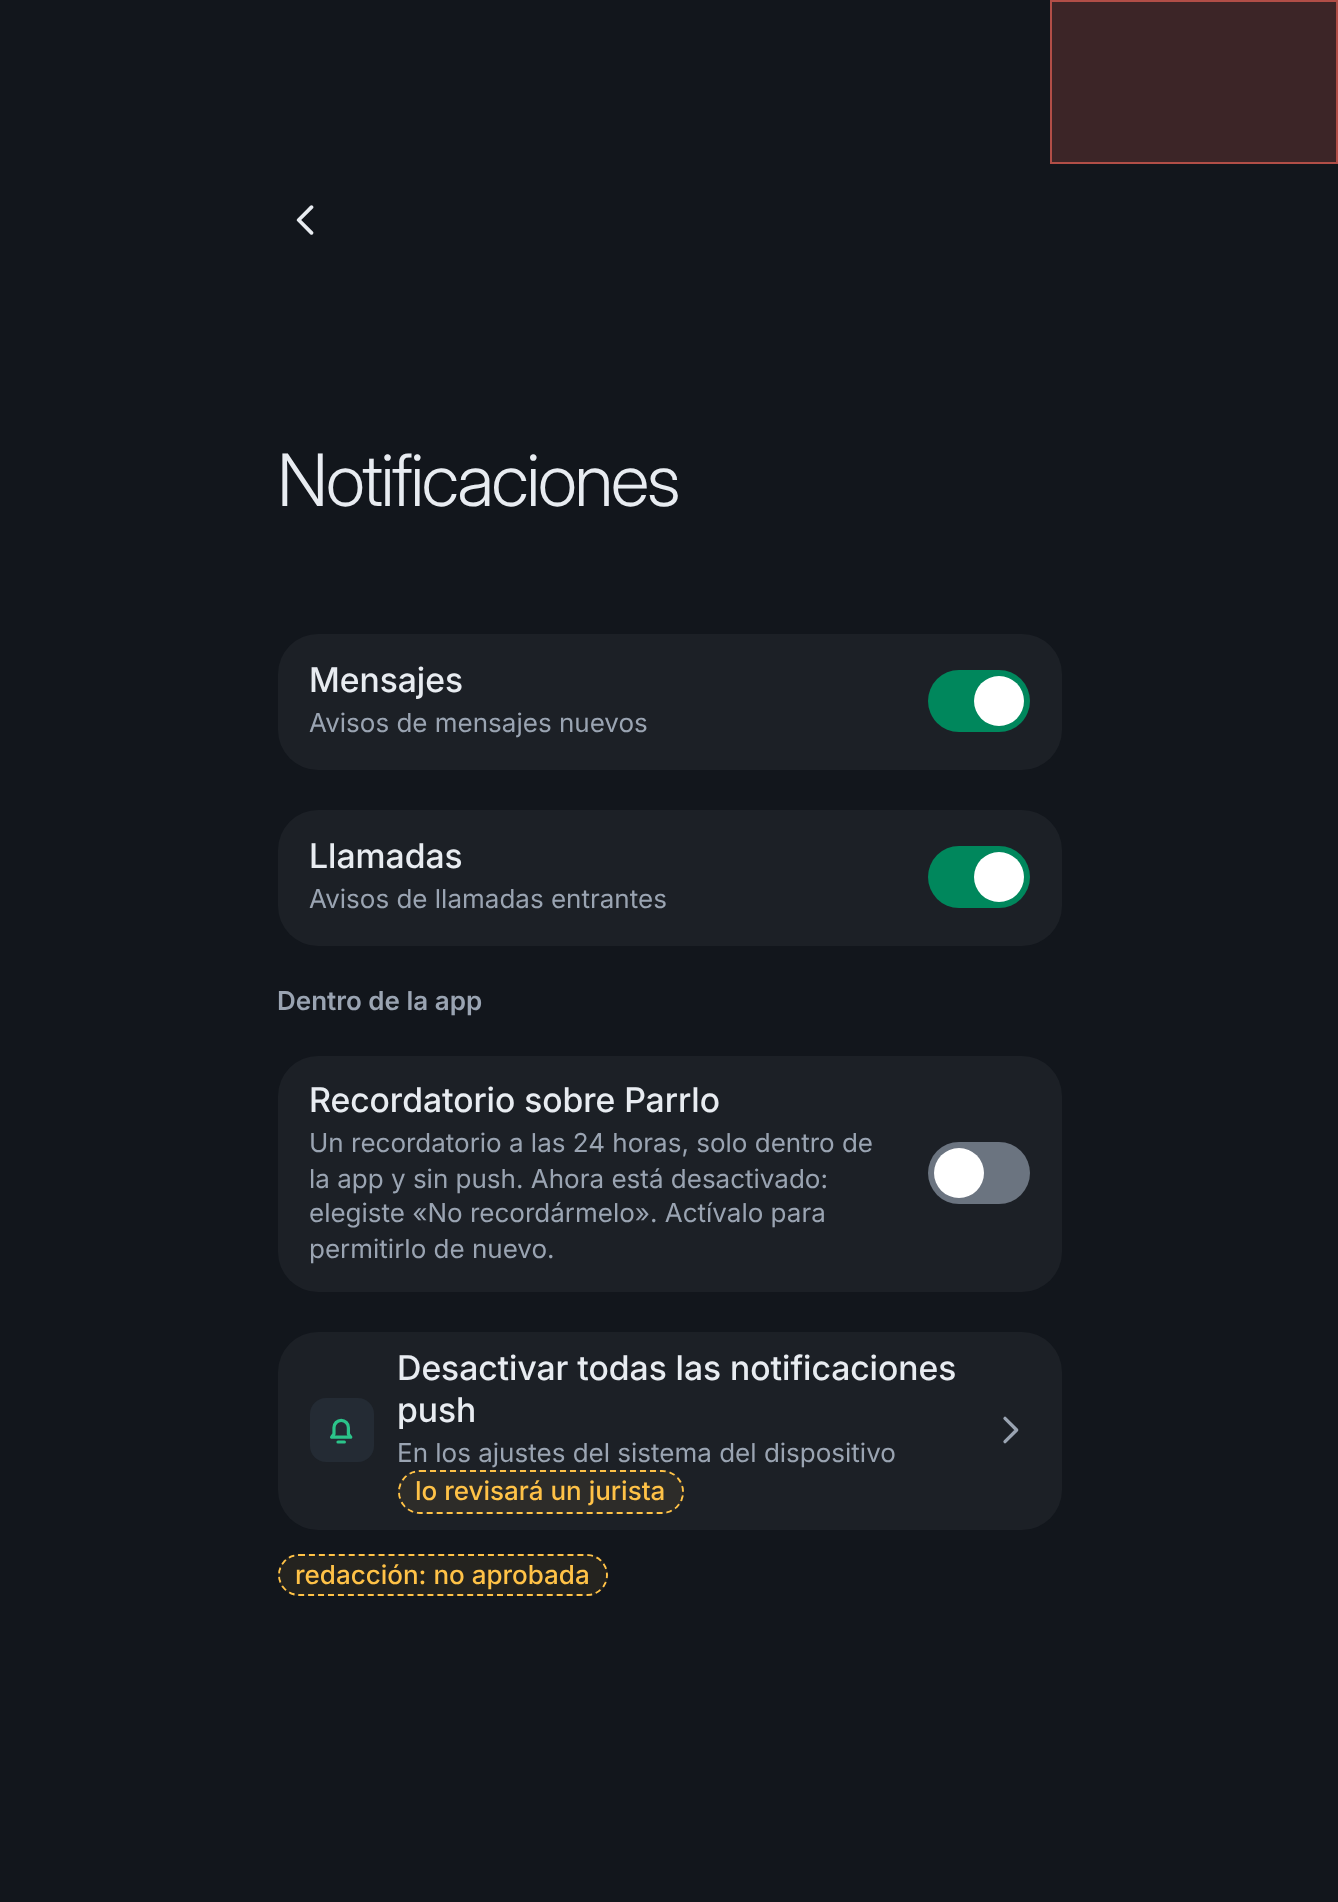 Notificaciones
Mensajes
Avisos de mensajes nuevos
Llamadas
Avisos de llamadas entrantes
Dentro de la app
Recordatorio sobre Parrlo
Un recordatorio a las 24 horas, solo dentro de
la app y sin push. Ahora está desactivado:
elegiste «No recordármelo». Actívalo para
permitirlo de nuevo.
Desactivar todas las notificaciones
push
En los ajustes del sistema del dispositivo
lo revisará un jurista
redacción: no aprobada